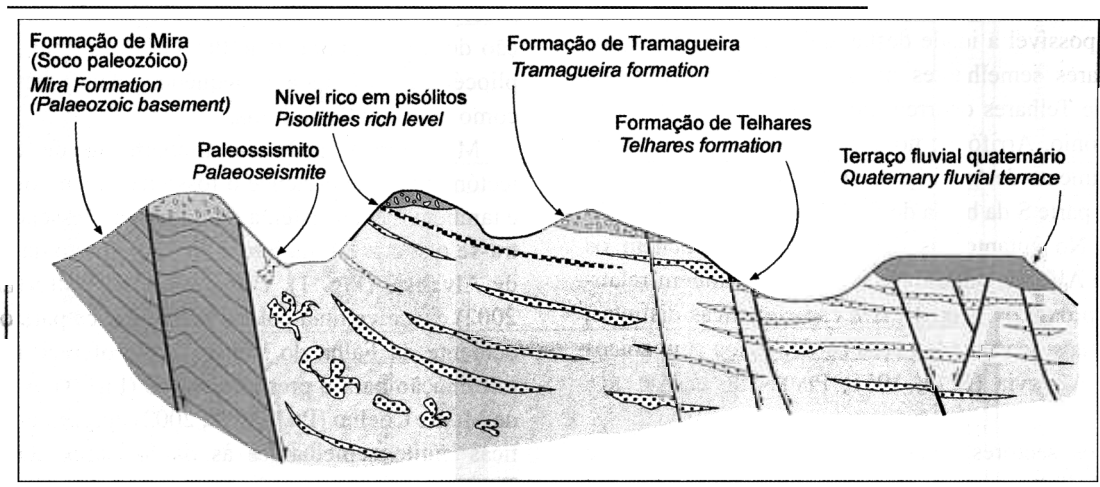 Formação de Mira
(Soco paleozóico)
Mira Formation
(Palaeozoic basement)
Nível rico em pisólitos
Pisolithes rich level
Paleossismito
Palaeoseismite
Formação de Tramagueira
Tramagueira formation
Formação de Telhares
Telhares formation
Terraço fluvial quaternário
Quaternary fluvial terrace